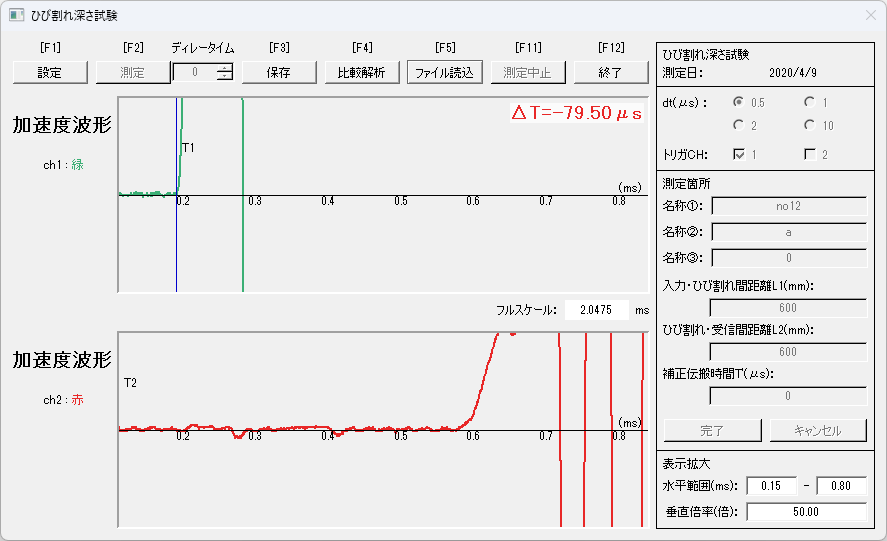 ひび割れ深さ試験
[F1] [F2] ディレータイム [F3] [F4] [F5] [F11] [F12]
設定 測定 0 保存 比較解析 ファイル読込 測定中止 終了
加速度波形
ch1:緑
ΔT=-79.50μs
T1
(ms)
0.2 0.3 0.4 0.5 0.6 0.7 0.8
フルスケール: 2.0475 ms
加速度波形
ch2:赤
T2
(ms)
0.2 0.3 0.4 0.5 0.6 0.7 0.8
ひび割れ深さ試験
測定日: 2020/4/9
dt(μs): 0.5 1
2 10
トリガCH: 1 2
測定箇所
名称①: no12
名称②: a
名称③: 0
入力・ひび割れ間距離L1(mm):
600
ひび割れ・受信間距離L2(mm):
600
補正伝搬時間T'(μs):
0
完了 キャンセル
表示拡大
水平範囲(ms): 0.15 - 0.80
垂直倍率(倍): 50.00